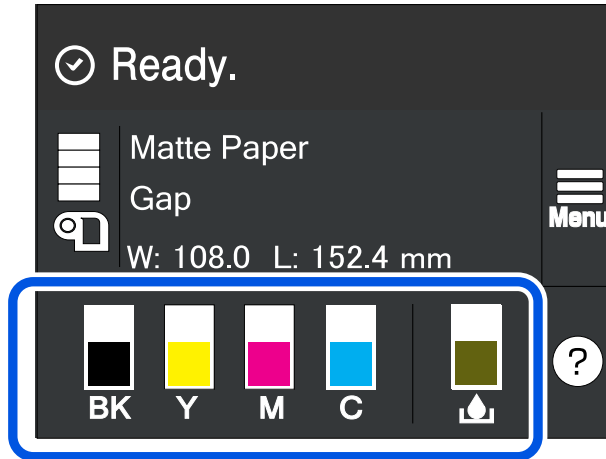 Ready.
Matte Paper
Gap
W: 108.0 L: 152.4 mm
Menu
BK Y M C
?